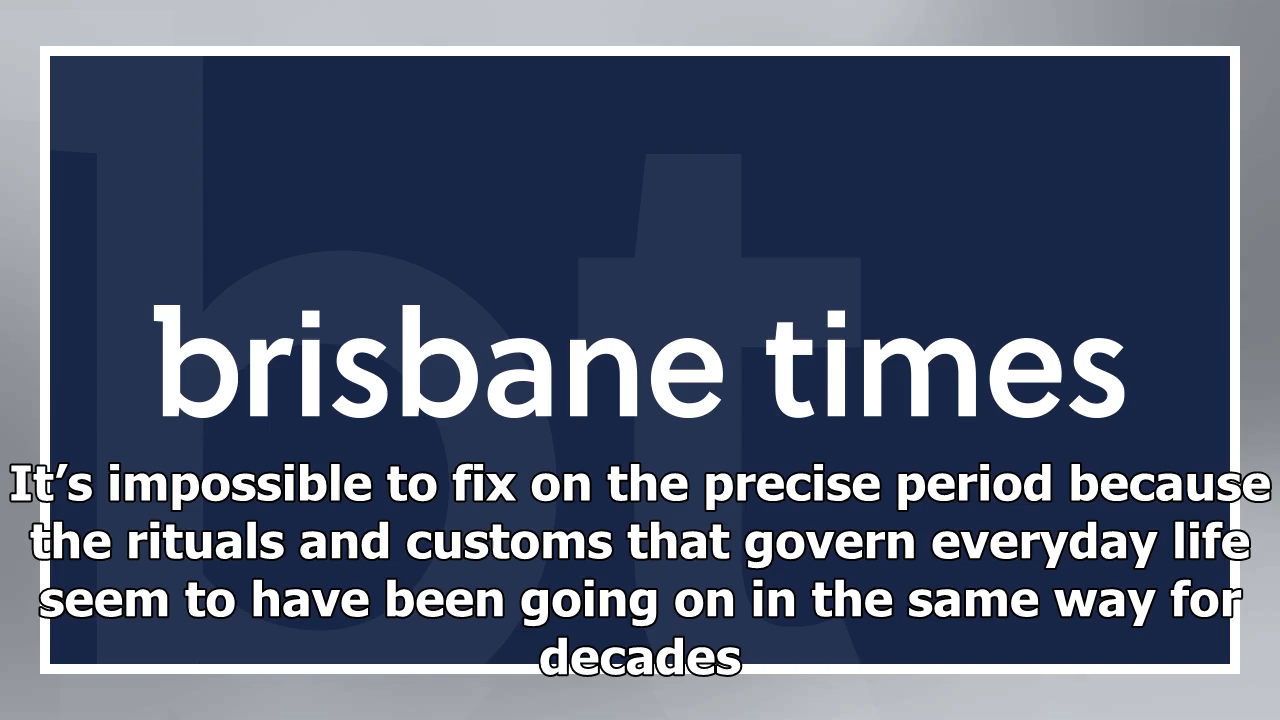 brisbane times
It’s impossible to fix on the precise period because
the rituals and customs that govern everyday life
seem to have been going on in the same way for
decades